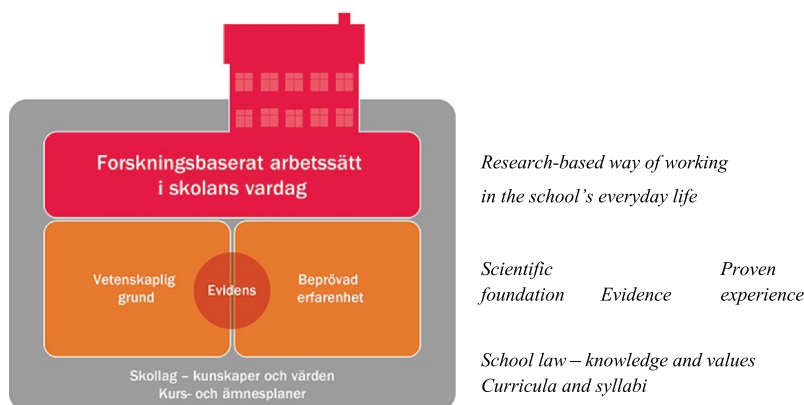 Forskningsbaserat arbetssätt
i skolans vardag
Vetenskaplig
grund
Evidens
Beprövad
erfarenhet
Skollag – kunskaper och värden
Kurs- och ämnesplaner
Research-based way of working
in the school’s everyday life
Scientific Proven
foundation Evidence experience
School law – knowledge and values
Curricula and syllabi